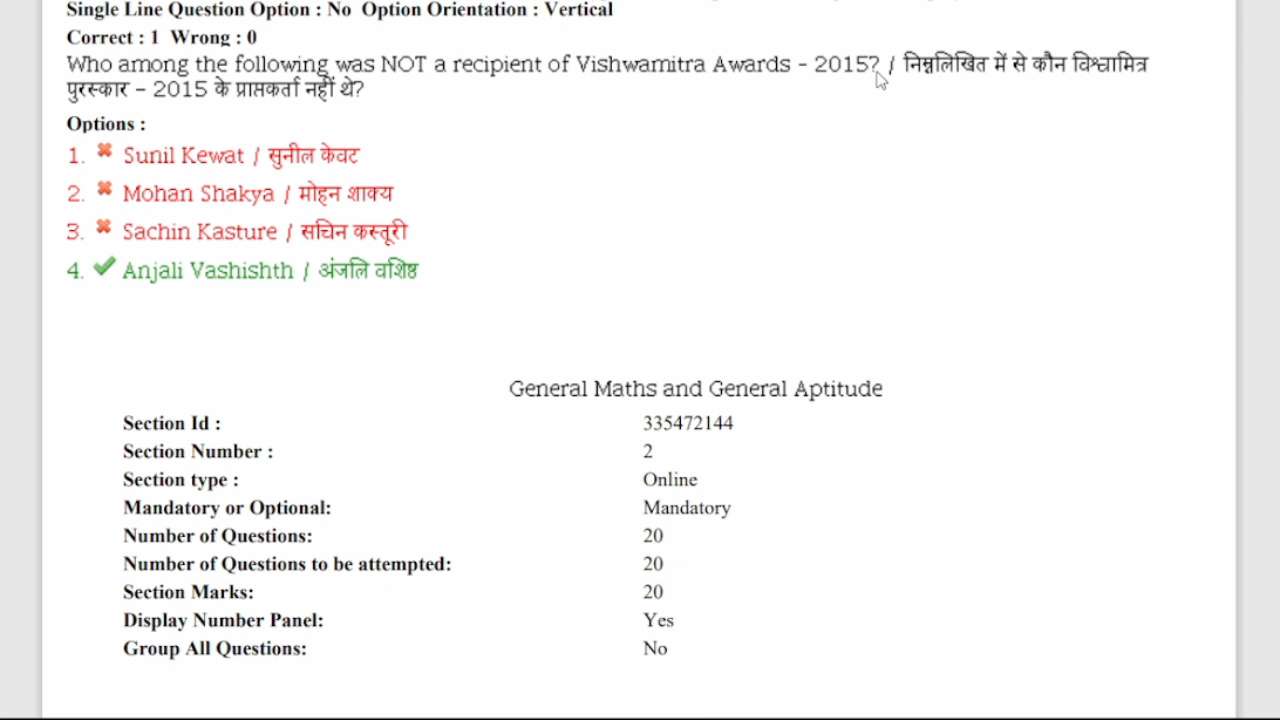 Single Line Question Option : No Option Orientation : Vertical
Correct : 1 Wrong : 0
Who among the following was NOT a recipient of Vishwamitra Awards - 2015? / निम्नलिखित में से कौन विश्वामित्र
पुरस्कार – 2015 के प्राप्तकर्ता नहीं थे?
Options :
1. ✖ Sunil Kewat / सुनील केवट
2. ✖ Mohan Shakya / मोहन शाक्य
3. ✖ Sachin Kasture / सचिन कस्तूरी
4. ✔ Anjali Vashishth / अंजलि वशिष्ठ
General Maths and General Aptitude
Section Id : 335472144
Section Number : 2
Section type : Online
Mandatory or Optional: Mandatory
Number of Questions: 20
Number of Questions to be attempted: 20
Section Marks: 20
Display Number Panel: Yes
Group All Questions: No